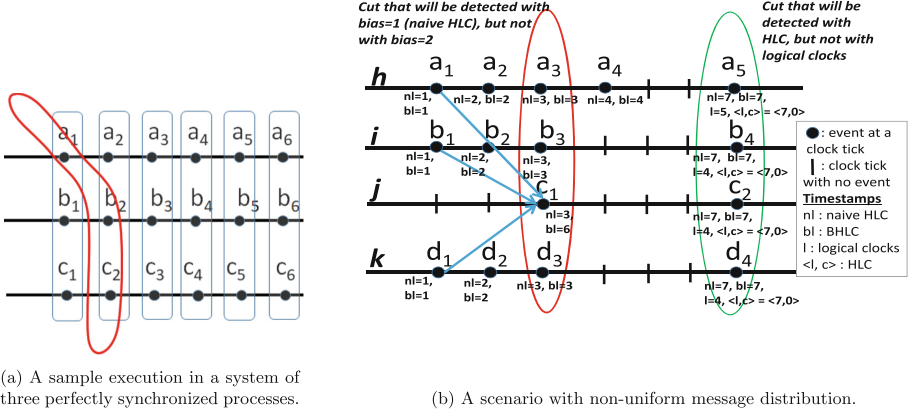 a1 a2 a3 a4 a5 a6
b1 b2 b3 b4 b5 b6
c1 c2 c3 c4 c5 c6
(a) A sample execution in a system of
three perfectly synchronized processes.
Cut that will be detected with
bias=1 (naive HLC), but not
with bias=2
Cut that will be
detected with
HLC, but not with
logical clocks
h
a1 a2 a3 a4 a5
nl=1,
bl=1
nl=2, bl=2
nl=3, bl=3
nl=4, bl=4
nl=7, bl=7,
l=5, <l,c> = <7,0>
i
b1 b2 b3 b4
nl=1,
bl=1
nl=2,
bl=2
nl=3,
bl=3
nl=7, bl=7,
l=4, <l,c> = <7,0>
j
c1 c2
nl=3,
bl=6
nl=7, bl=7,
l=4, <l,c> = <7,0>
k
d1 d2 d3 d4
nl=1,
bl=1
nl=2,
bl=2
nl=3, bl=3
nl=7, bl=7,
l=4, <l,c> = <7,0>
: event at a
clock tick
: clock tick
with no event
Timestamps
nl : naive HLC
bl : BHLC
l : logical clocks
<l, c> : HLC
(b) A scenario with non-uniform message distribution.